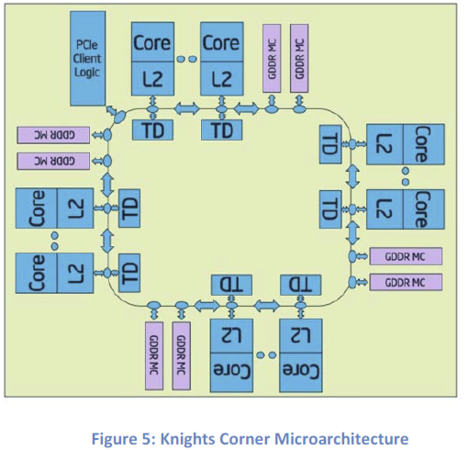 PCIe
Client
Logic
Core
L2
TD
Core
L2
TD
GDDR MC
GDDR MC
GDDR MC
GDDR MC
TD
L2
Core
TD
L2
Core
Core
L2
TD
Core
L2
TD
GDDR MC
GDDR MC
GDDR MC
GDDR MC
TD
L2
Core
TD
L2
Core
Figure 5: Knights Corner Microarchitecture